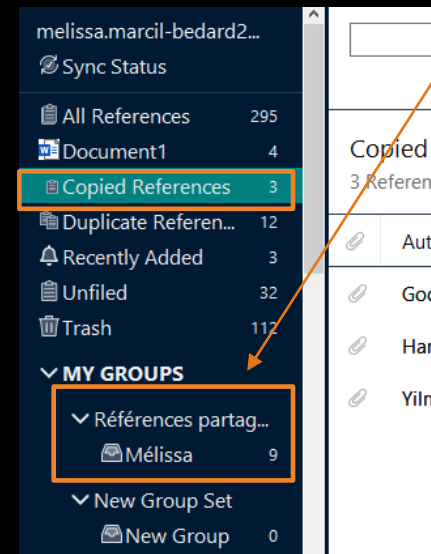 melissa.marcil-bedard2...
Sync Status
All References 295
Document1 4
Copied References 3
Duplicate Referen... 12
Recently Added 3
Unfiled 32
Trash 112
MY GROUPS
Références partag...
Mélissa 9
New Group Set
New Group 0
Copied
3 Referen
Aut
Han
Yiln